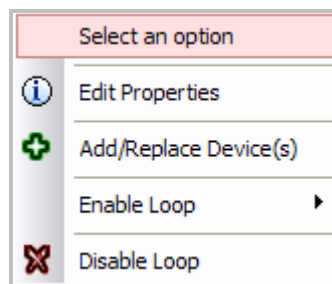 Select an option
Edit Properties
Add/Replace Device(s)
Enable Loop
Disable Loop